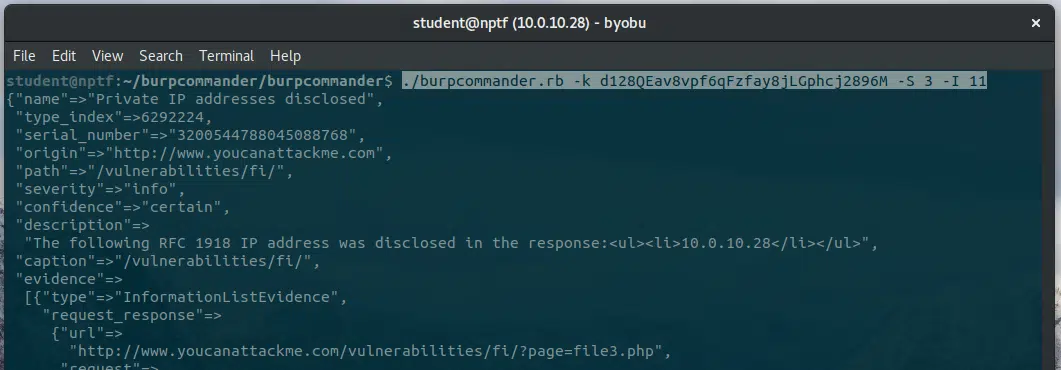 student@nptf (10.0.10.28) - byobu
×
File Edit View Search Terminal Help
student@nptf:~/burpcommander/burpcommander$ ./burpcommander.rb -k d128QEav8vpf6qFzfay8jLGphcj2896M -S 3 -I 11
{"name"=>"Private IP addresses disclosed",
"type_index"=>6292224,
"serial_number"=>"3200544788045088768",
"origin"=>"http://www.youcanattackme.com",
"path"=>"/vulnerabilities/fi/",
"severity"=>"info",
"confidence"=>"certain",
"description"=>
"The following RFC 1918 IP address was disclosed in the response:<ul><li>10.0.10.28</li></ul>",
"caption"=>"/vulnerabilities/fi/",
"evidence"=>
[{"type"=>"InformationListEvidence",
"request_response"=>
{"url"=>
"http://www.youcanattackme.com/vulnerabilities/fi/?page=file3.php",
"request"=>